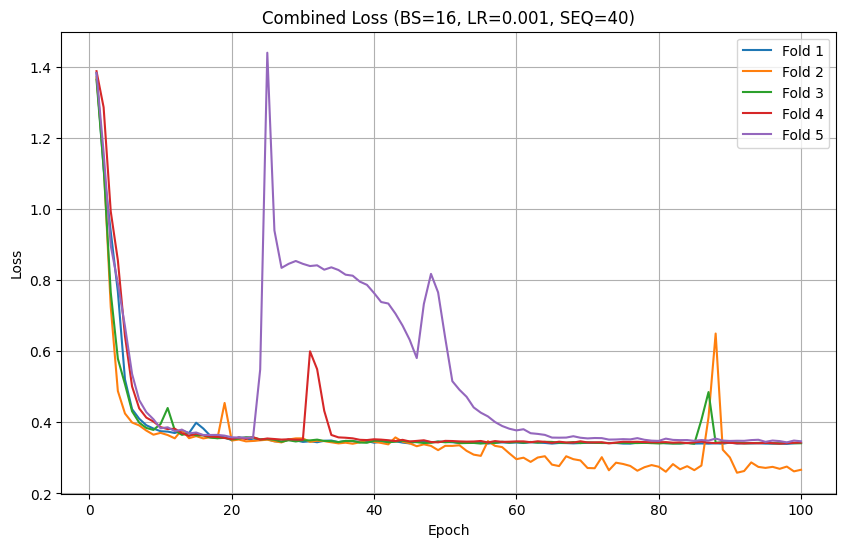 Combined Loss (BS=16, LR=0.001, SEQ=40)
Fold 1
Fold 2
Fold 3
Fold 4
Fold 5
Loss
1.4
1.2
1.0
0.8
0.6
0.4
0.2
0 20 40 60 80 100
Epoch